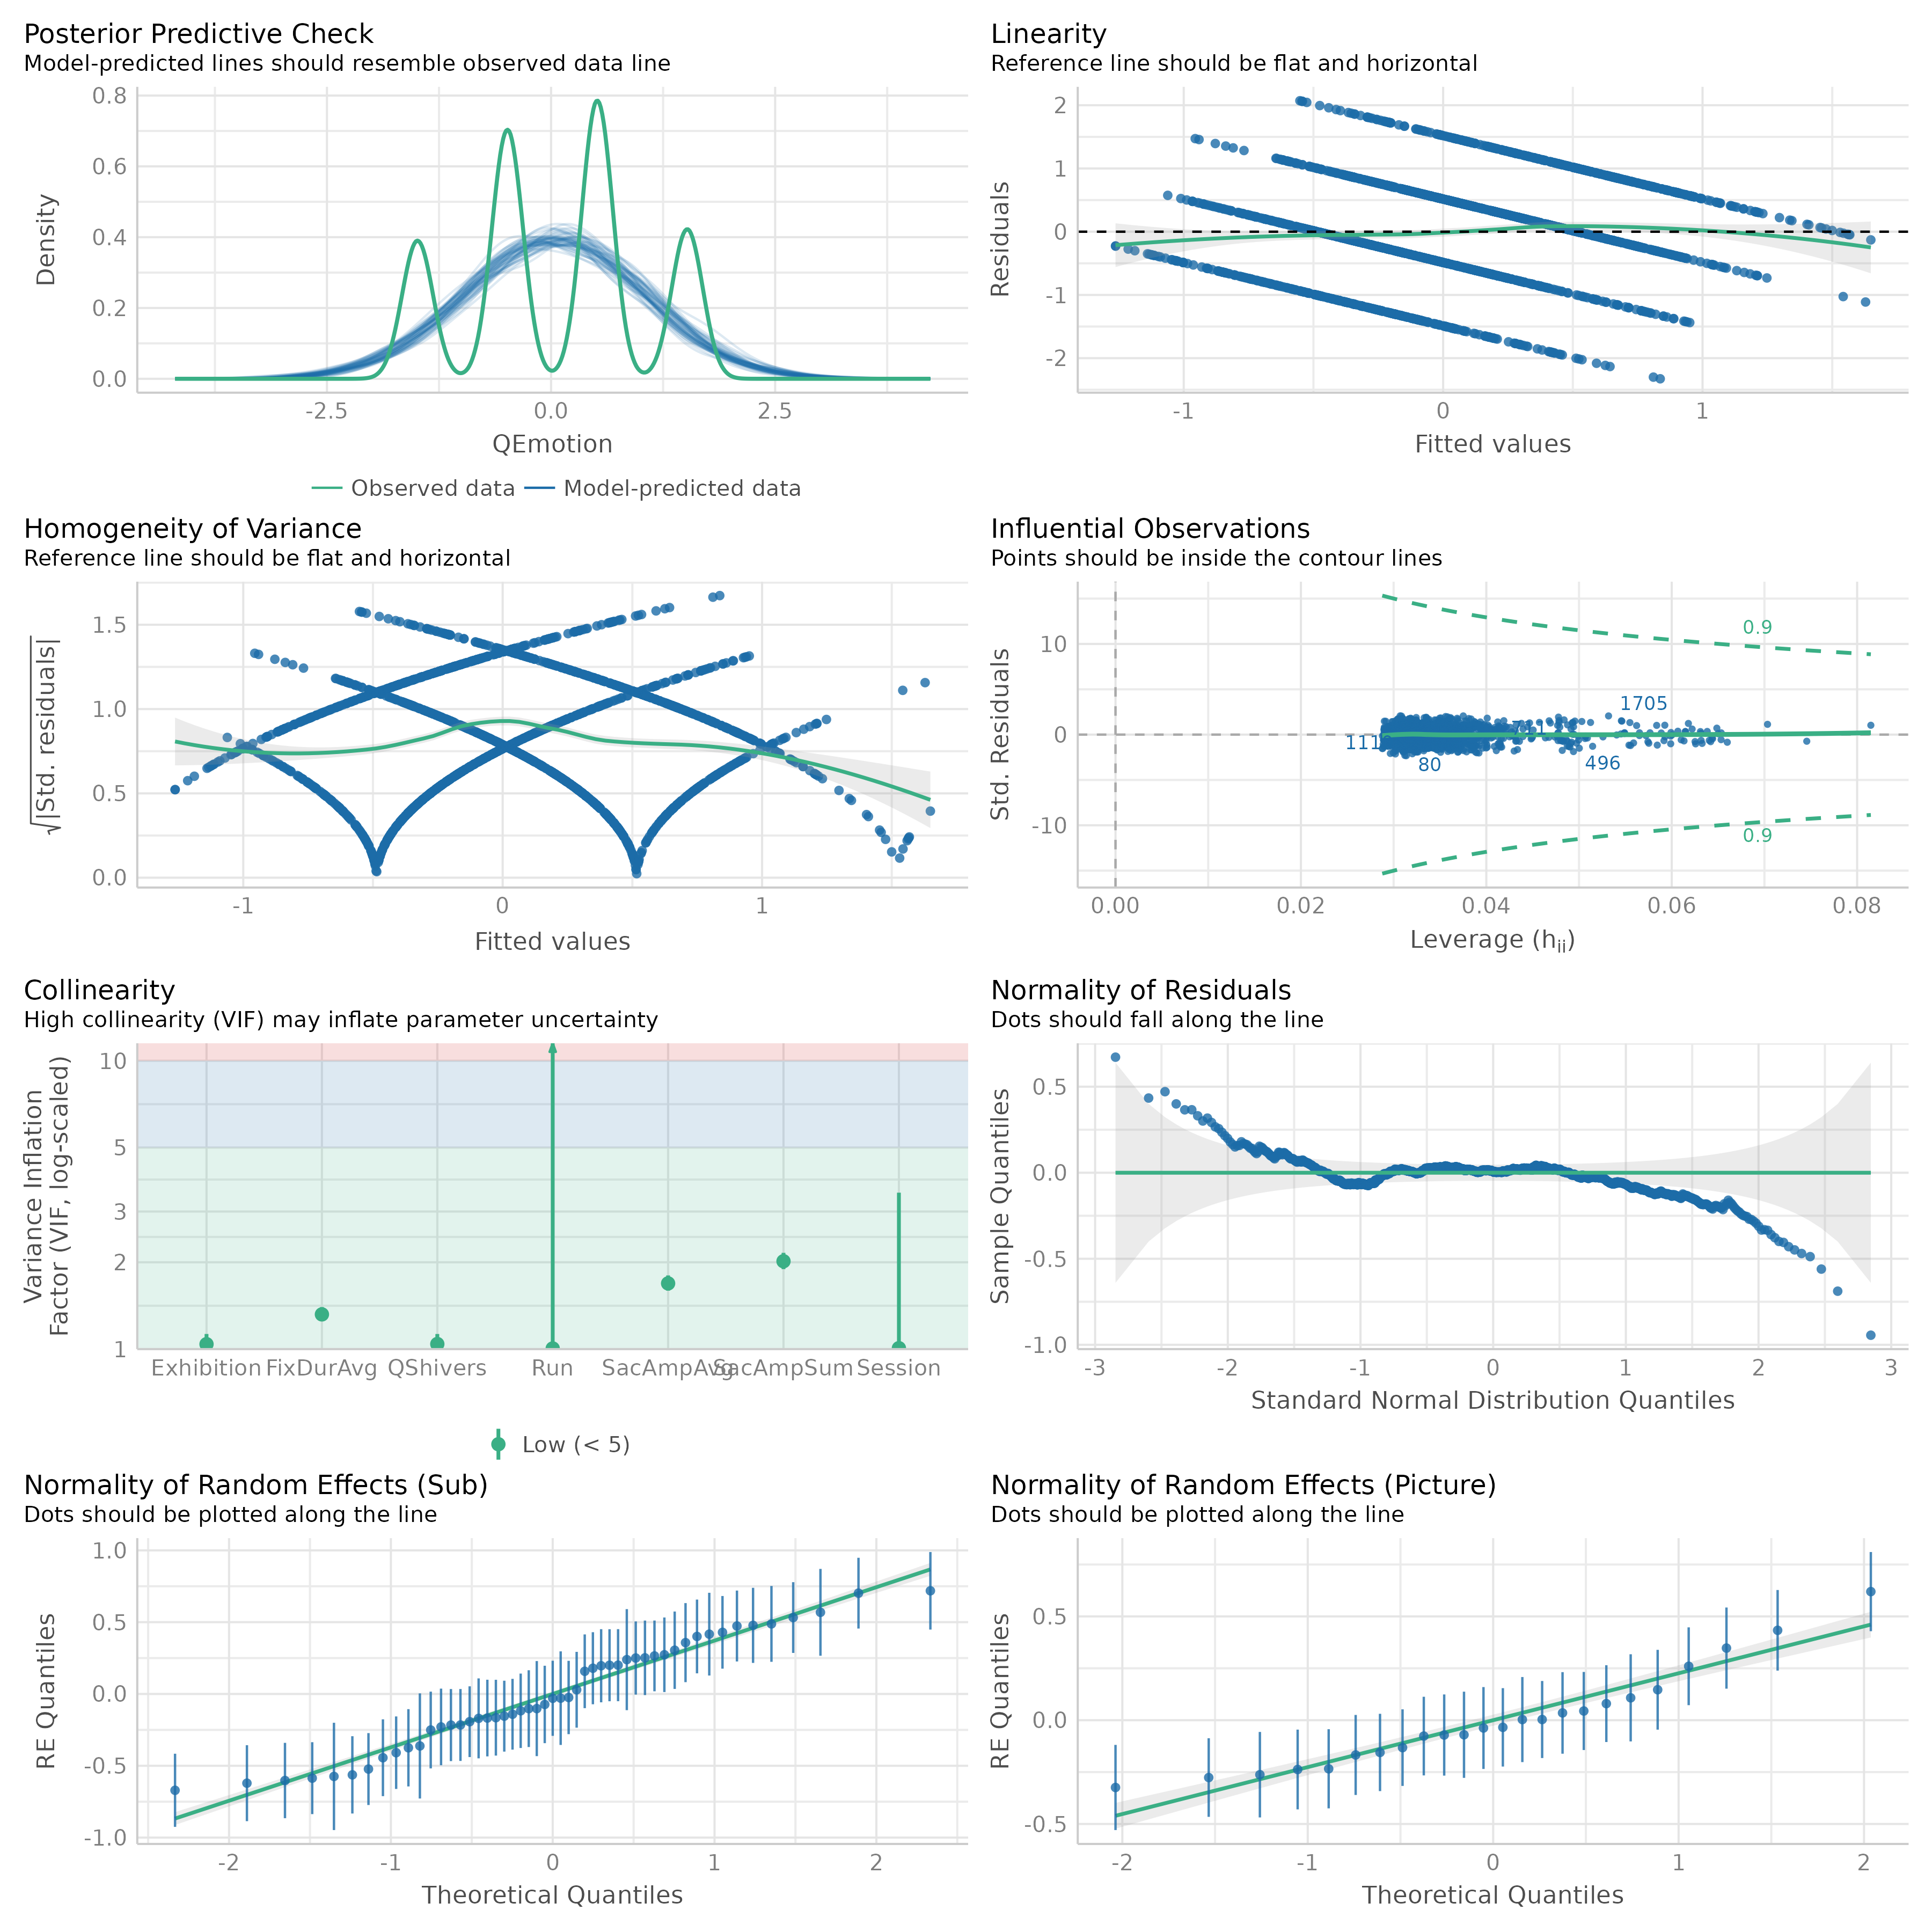 Posterior Predictive Check
Model-predicted lines should resemble observed data line
0.8
0.6
0.4
0.2
0.0
Density
-2.5
0.0
2.5
QEmotion
Observed data
Model-predicted data
Linearity
Reference line should be flat and horizontal
2
1
0
-1
-2
Residuals
-1
0
1
Fitted values
Homogeneity of Variance
Reference line should be flat and horizontal
1.5
1.0
0.5
0.0
√|Std. residuals|
-1
0
1
Fitted values
Influential Observations
Points should be inside the contour lines
10
0
-10
Std. Residuals
0.9
1705
80
496
0.9
0.00
0.02
0.04
0.06
0.08
Leverage (hii)
Collinearity
High collinearity (VIF) may inflate parameter uncertainty
10
5
3
2
1
Variance Inflation
Factor (VIF, log-scaled)
Exhibition
FixDurAvg
QShivers
Run
SacAmpAvg
SacAmpSum
Session
Low (< 5)
Normality of Residuals
Dots should fall along the line
0.5
0.0
-0.5
-1.0
Sample Quantiles
-3
-2
-1
0
1
2
3
Standard Normal Distribution Quantiles
Normality of Random Effects (Sub)
Dots should be plotted along the line
1.0
0.5
0.0
-0.5
-1.0
RE Quantiles
-2
-1
0
1
2
Theoretical Quantiles
Normality of Random Effects (Picture)
Dots should be plotted along the line
0.5
0.0
-0.5
RE Quantiles
-2
-1
0
1
2
Theoretical Quantiles